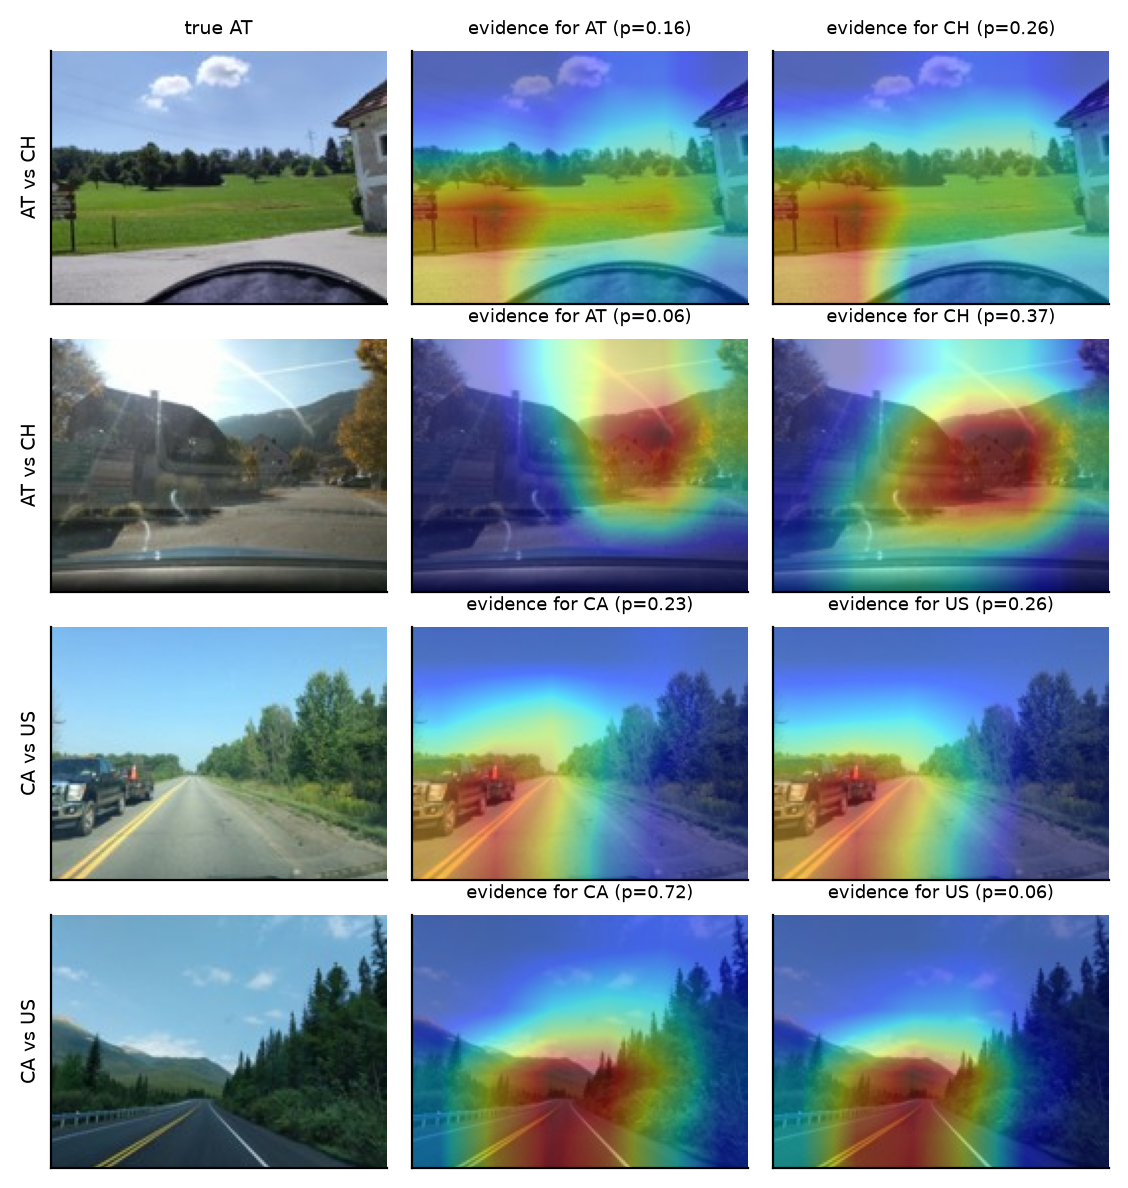 true AT
evidence for AT (p=0.16)
evidence for CH (p=0.26)
AT vs CH
evidence for AT (p=0.06)
evidence for CH (p=0.37)
AT vs CH
evidence for CA (p=0.23)
evidence for US (p=0.26)
CA vs US
evidence for CA (p=0.72)
evidence for US (p=0.06)
CA vs US